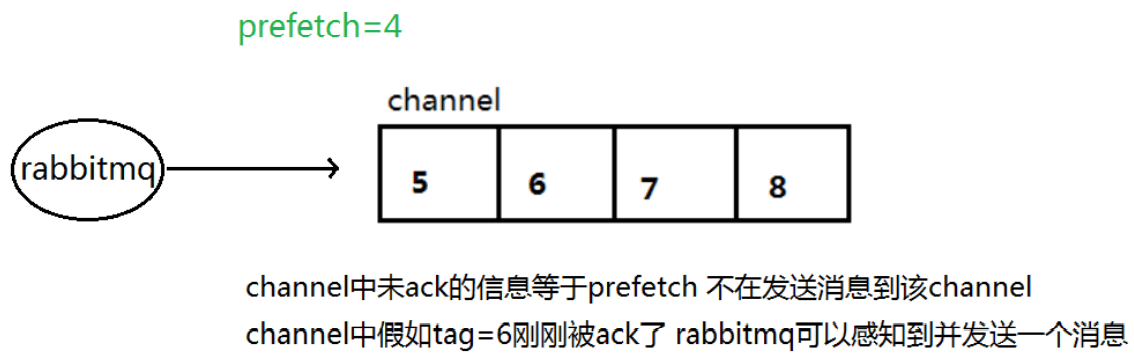 prefetch=4
channel
rabbitmq
5 6 7 8
channel中未ack的信息等于prefetch 不在发送消息到该channel
channel中假如tag=6刚刚被ack了 rabbitmq可以感知到并发送一个消息